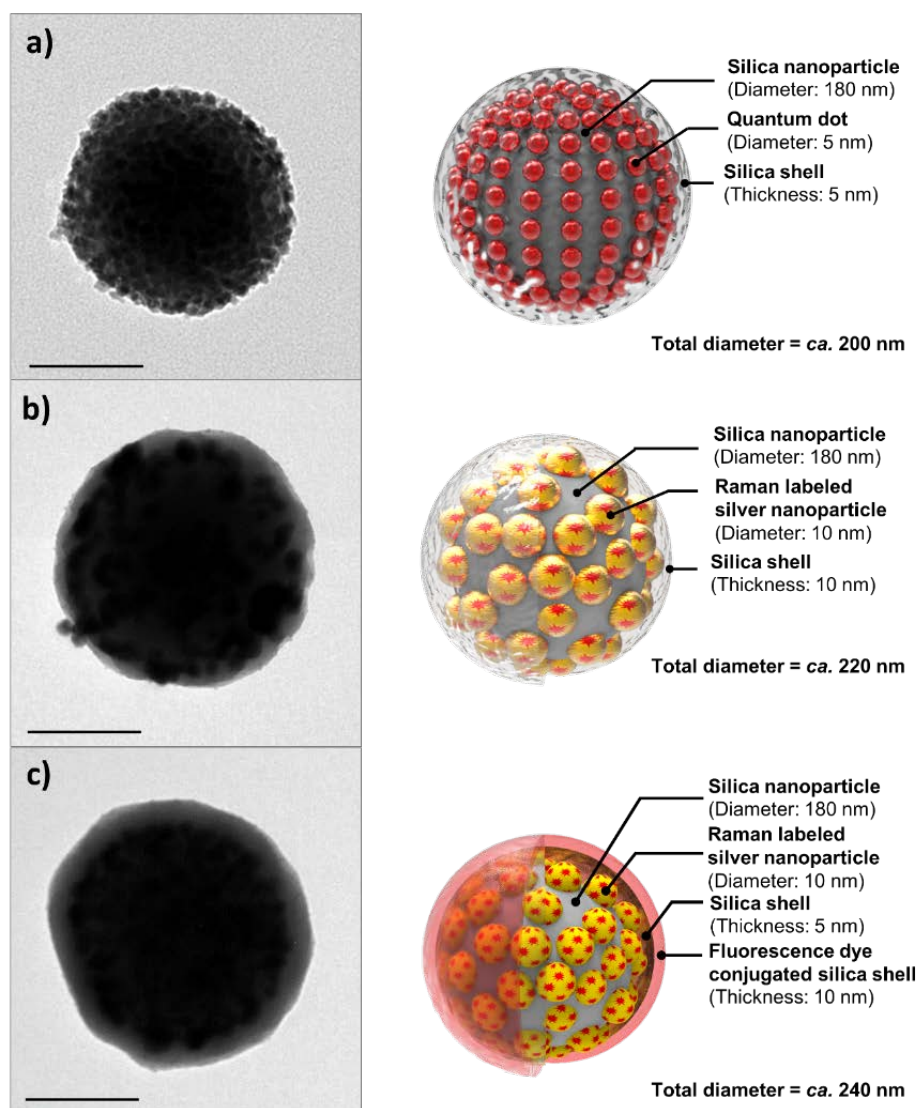 a)
Silica nanoparticle
(Diameter: 180 nm)
Quantum dot
(Diameter: 5 nm)
Silica shell
(Thickness: 5 nm)
Total diameter = ca. 200 nm
b)
Silica nanoparticle
(Diameter: 180 nm)
Raman labeled
silver nanoparticle
(Diameter: 10 nm)
Silica shell
(Thickness: 10 nm)
Total diameter = ca. 220 nm
c)
Silica nanoparticle
(Diameter: 180 nm)
Raman labeled
silver nanoparticle
(Diameter: 10 nm)
Silica shell
(Thickness: 5 nm)
Fluorescence dye
conjugated silica shell
(Thickness: 10 nm)
Total diameter = ca. 240 nm